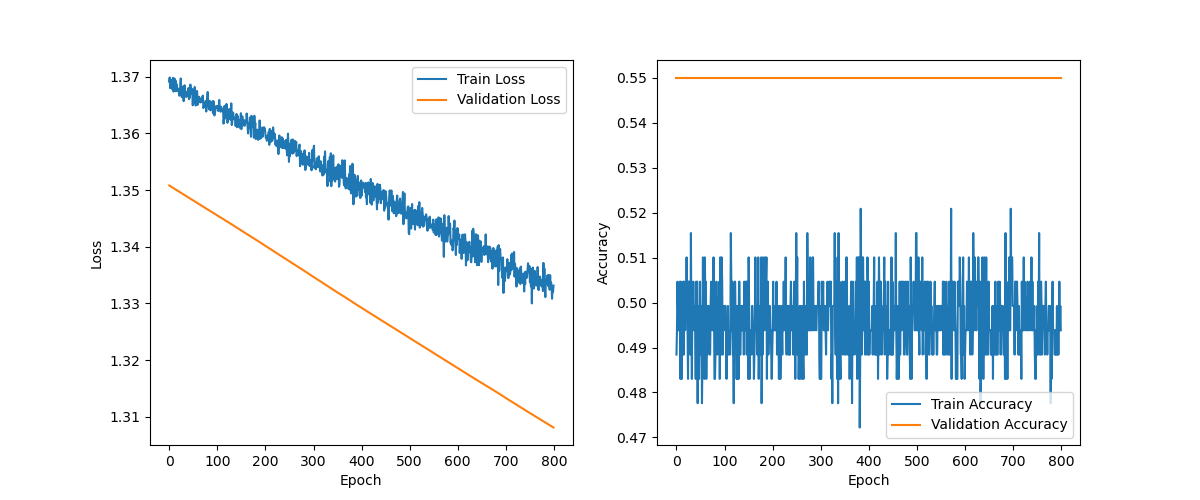 1.37
1.36
1.35
1.34
1.33
1.32
1.31
Loss
0 100 200 300 400 500 600 700 800
Epoch
Train Loss
Validation Loss
0.55
0.54
0.53
0.52
0.51
0.50
0.49
0.48
0.47
Accuracy
0 100 200 300 400 500 600 700 800
Epoch
Train Accuracy
Validation Accuracy